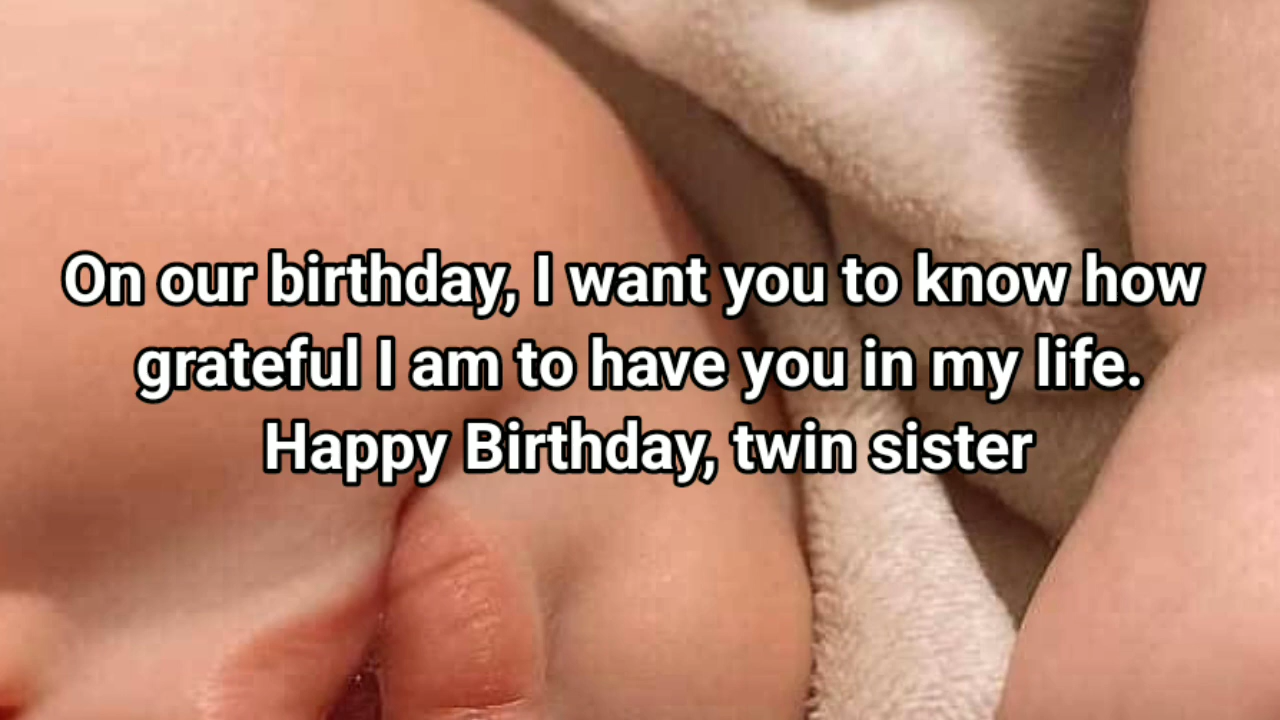 On our birthday, I want you to know how
grateful I am to have you in my life.
Happy Birthday, twin sister